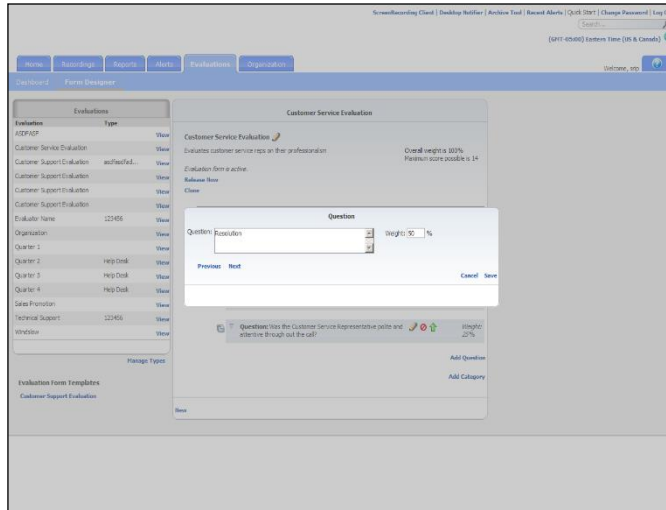 ScreenRecording Client | Desktop Notifier | Archive Tool | Recent Alerts | Quick Start | Change Password | Log
Search...
(GMT-05:00) Eastern Time (US & Canada)
Home Recordings Reports Alerts Evaluations Organization
Welcome,
Dashboard Form Designer
Evaluations
Evaluation Type
ASDFASF View
Customer Service Evaluation View
Customer Support Evaluation View
Customer Support Evaluation View
Customer Support Evaluation View
Customer Support Evaluation View
Evaluator Name 123456 View
Organization View
Quarter 1 View
Quarter 2 Help Desk View
Quarter 3 Help Desk View
Quarter 4 Help Desk View
Sales Promotion View
Technical Support 123456 View
Window View
Manage Types
Evaluation Form Templates
Customer Support Evaluation
Customer Service Evaluation
Customer Service Evaluation
Evaluates customer service reps on their professionalism
Overall weight is 100%
Maximum score possible is 14
Evaluation form is active.
Release Now
Clone
Question
Question: Resolution Weight: 50 %
Previous Next
Cancel Save
Question: Was the Customer Service Representative polite and attentive through out the call?
Weight: 25%
Add Question
Add Category